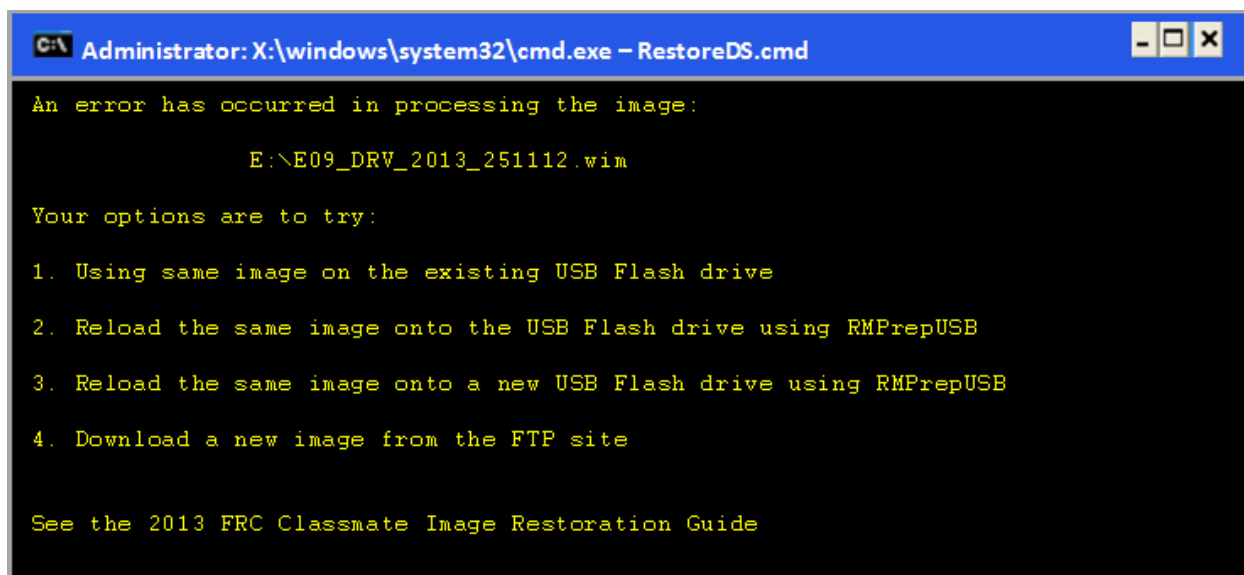 C:\ Administrator: X:\windows\system32\cmd.exe – RestoreDS.cmd
An error has occurred in processing the image:
E:\E09_DRV_2013_251112.wim
Your options are to try:
1. Using same image on the existing USB Flash drive
2. Reload the same image onto the USB Flash drive using RMPrepUSB
3. Reload the same image onto a new USB Flash drive using RMPrepUSB
4. Download a new image from the FTP site
See the 2013 FRC Classmate Image Restoration Guide